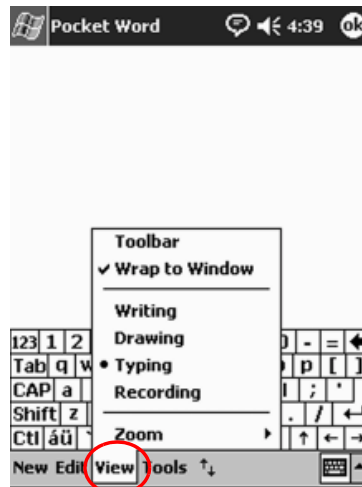 Pocket Word 4:39 ok
Toolbar
✓ Wrap to Window
Writing
Drawing
• Typing
Recording
Zoom
123 1 2 - =
Tab q w p [ ]
CAP a ; '
Shift z . /
Ctl áü `
New Edit View Tools